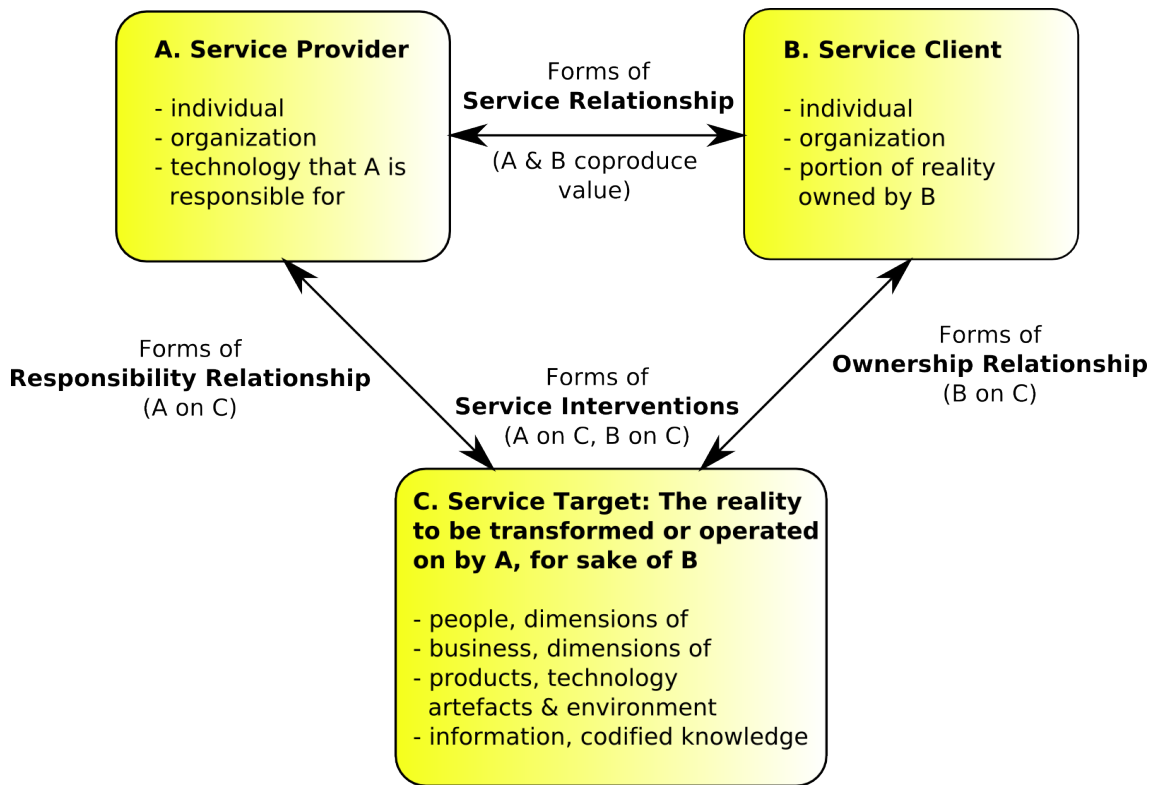 A. Service Provider
- individual
- organization
- technology that A is
responsible for
Forms of
Service Relationship
(A & B coproduce
value)
B. Service Client
- individual
- organization
- portion of reality
owned by B
Forms of
Responsibility Relationship
(A on C)
Forms of
Service Interventions
(A on C, B on C)
Forms of
Ownership Relationship
(B on C)
C. Service Target: The reality
to be transformed or operated
on by A, for sake of B
- people, dimensions of
- business, dimensions of
- products, technology
artefacts & environment
- information, codified knowledge